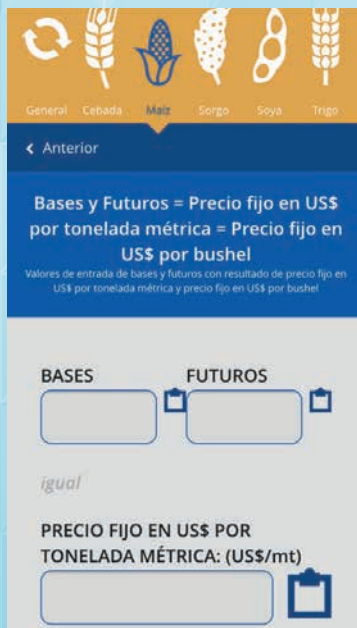 General Cebada Maíz Sorgo Soya Trigo
Anterior
Bases y Futuros = Precio fijo en US$
por tonelada métrica = Precio fijo en
US$ por bushel
Valores de entrada de bases y futuros con resultado de precio fijo en
US$ por tonelada métrica y precio fijo en US$ por bushel
BASES FUTUROS
igual
PRECIO FIJO EN US$ POR
TONELADA MÉTRICA: (US$/mt)